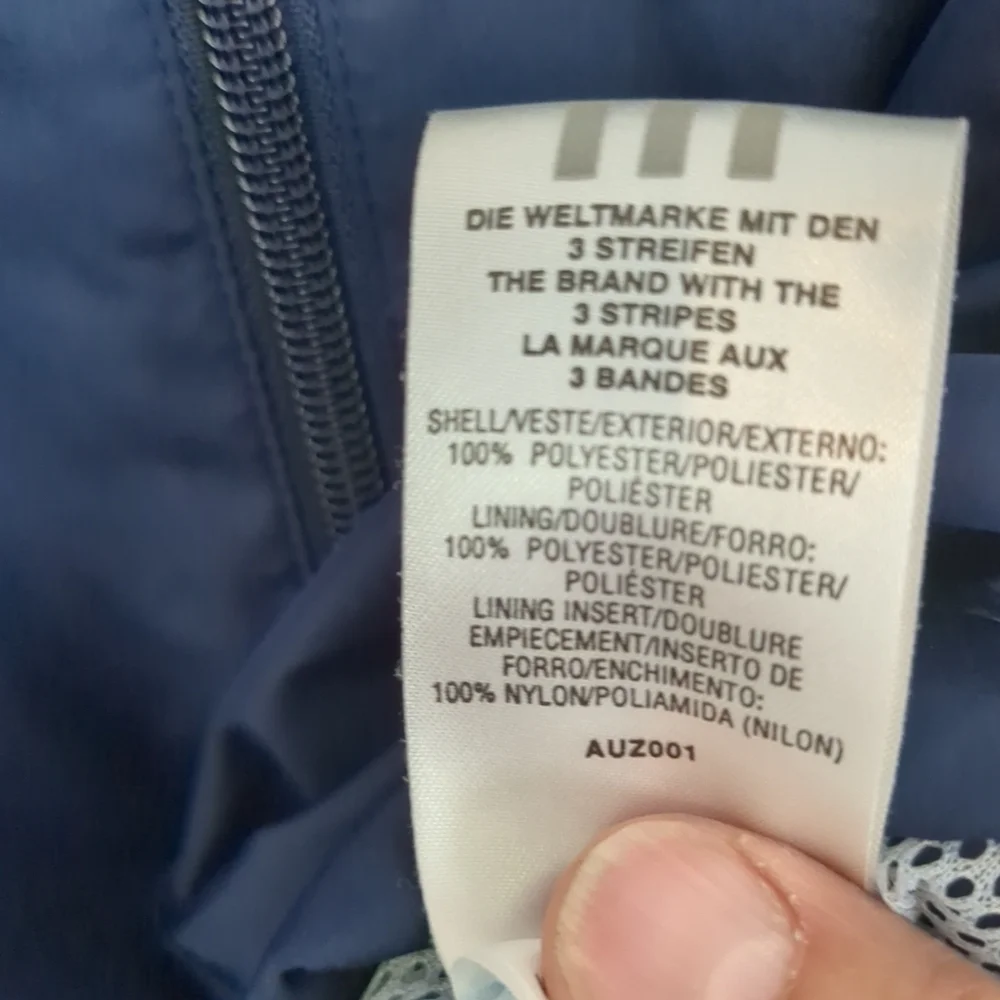 DIE WELTMARKE MIT DEN
3 STREIFEN
THE BRAND WITH THE
3 STRIPES
LA MARQUE AUX
3 BANDES
SHELL/VESTE/EXTERIOR/EXTERNO:
100% POLYESTER/POLIESTER/
POLIÉSTER
LINING/DOUBLURE/FORRO:
100% POLYESTER/POLIESTER/
POLIÉSTER
LINING INSERT/DOUBLURE
EMPIECEMENT/INSERTO DE
FORRO/ENCHIMENTO:
100% NYLON/POLIAMIDA (NILON)
AUZ001